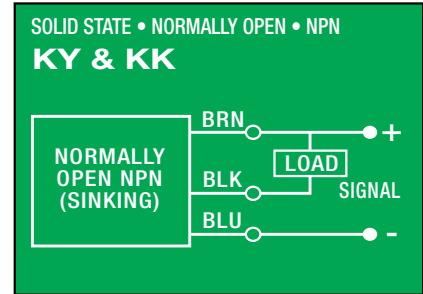 SOLID STATE • NORMALLY OPEN • NPN
KY & KK
BRN
+
NORMALLY
OPEN NPN
(SINKING)
LOAD
BLK
SIGNAL
BLU
-